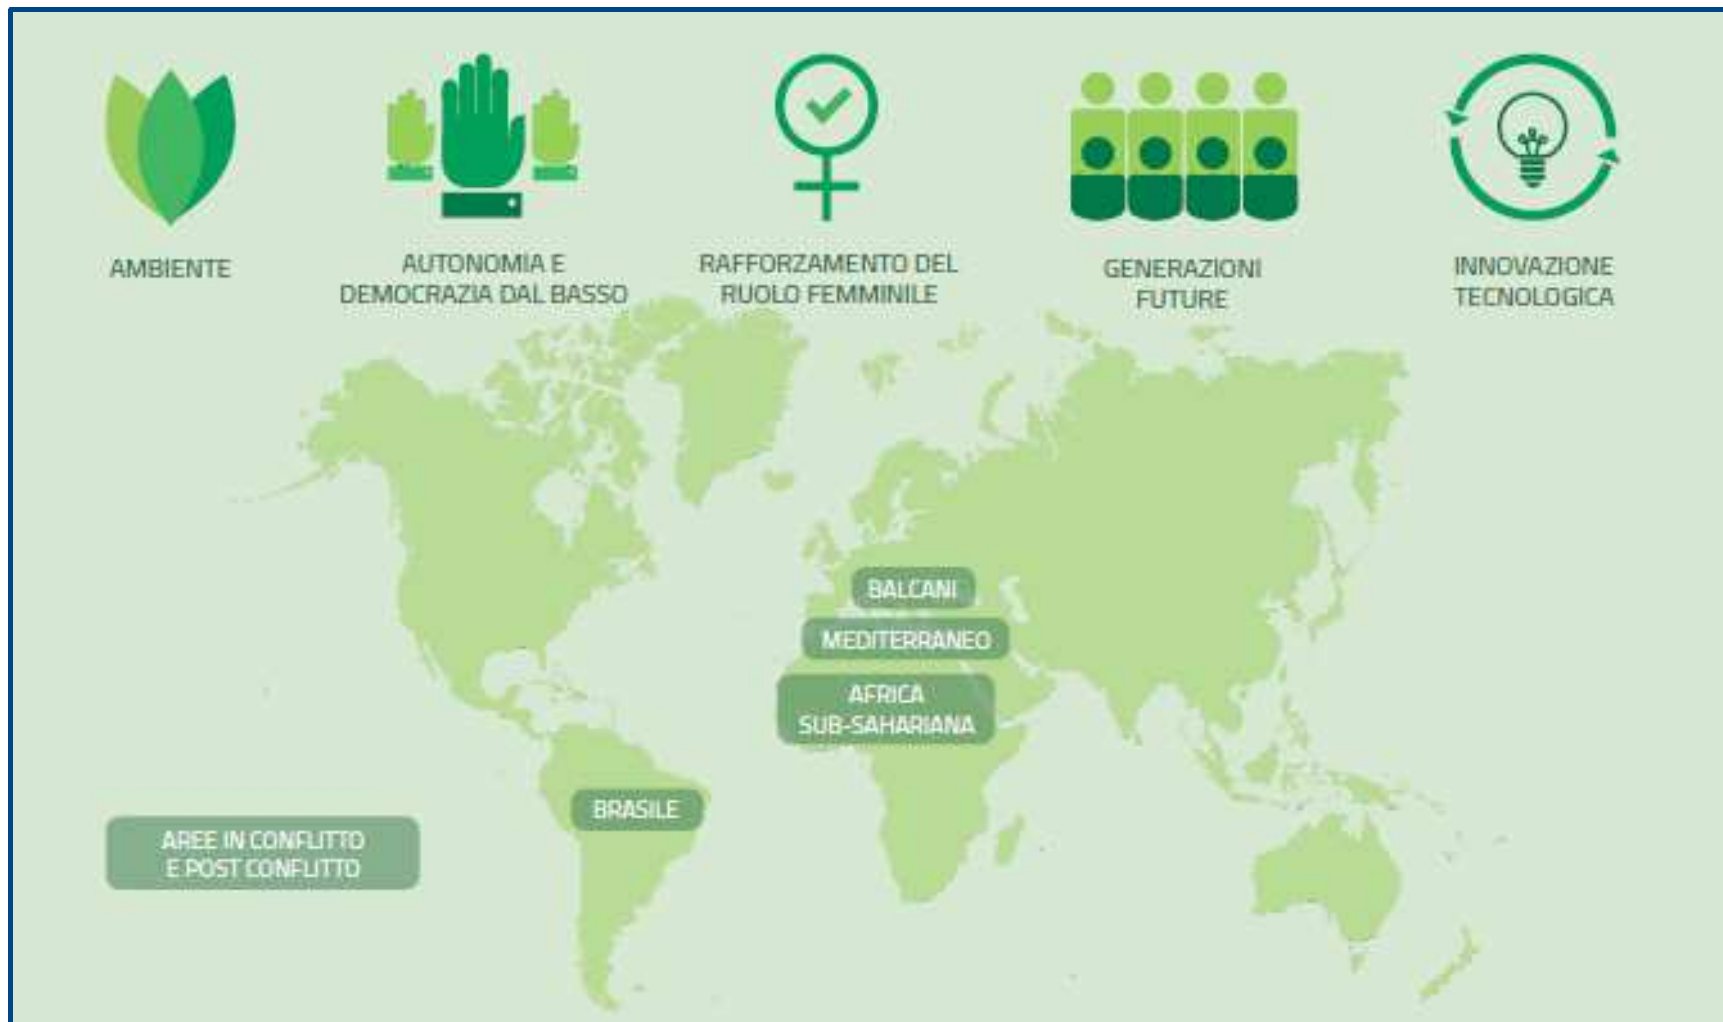 AMBIENTE
AUTONOMIA E
DEMOCRAZIA DAL BASSO
RAFFORZAMENTO DEL
RUOLO FEMMINILE
GENERAZIONI
FUTURE
INNOVAZIONE
TECNOLOGICA
BALCANI
MEDITERRANEO
AFRICA
SUB-SAHARIANA
BRASILE
AREE IN CONFLITTO
E POST CONFLITTO